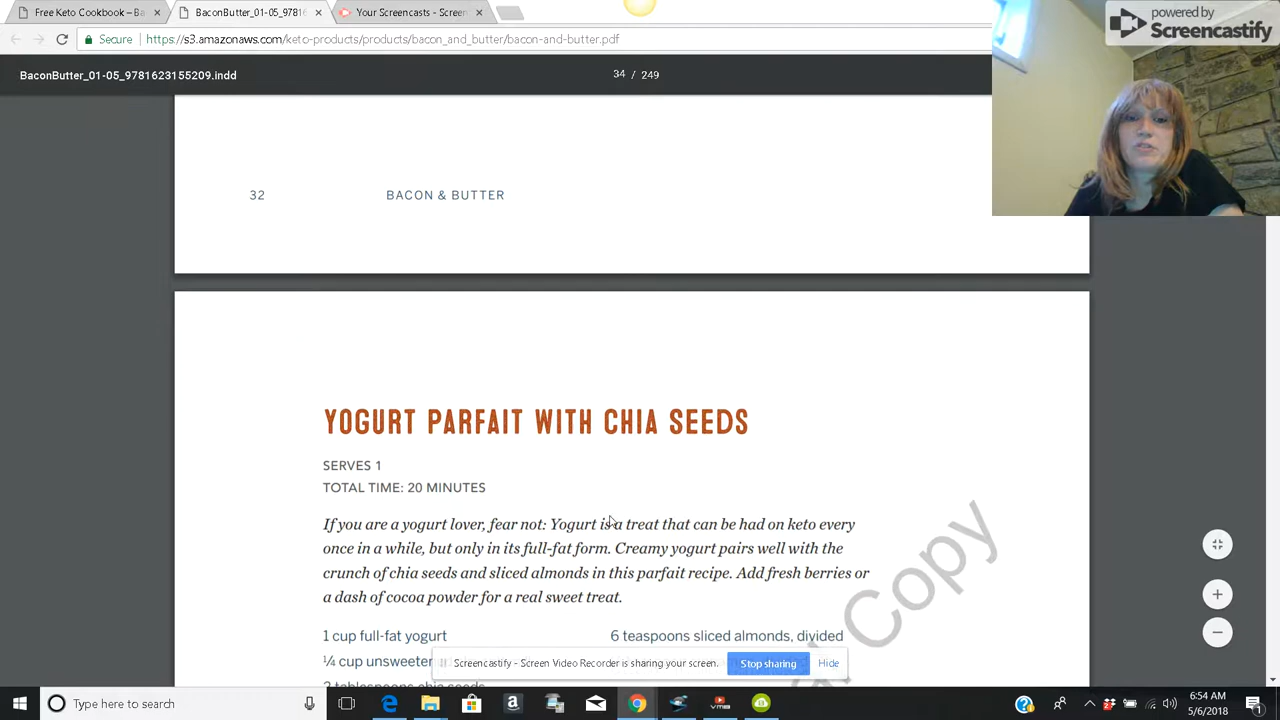 Free Keto Cookbook – Ba
BaconButter_01-05_9781
Your Screencasts - Screen
Secure
https://s3.amazonaws.com/keto-products/products/bacon_and_butter/bacon-and-butter.pdf
powered by
Screencastify
BaconButter_01-05_9781623155209.indd
34 / 249
32
BACON & BUTTER
YOGURT PARFAIT WITH CHIA SEEDS
SERVES 1
TOTAL TIME: 20 MINUTES
If you are a yogurt lover, fear not: Yogurt is a treat that can be had on keto every
once in a while, but only in its full-fat form. Creamy yogurt pairs well with the
crunch of chia seeds and sliced almonds in this parfait recipe. Add fresh berries or
a dash of cocoa powder for a real sweet treat.
1 cup full-fat yogurt
6 teaspoons sliced almonds, divided
¼ cup
Copy
Screencastify - Screen Video Recorder is sharing your screen.
Stop sharing
Hide
Type here to search
6:54 AM
5/6/2018